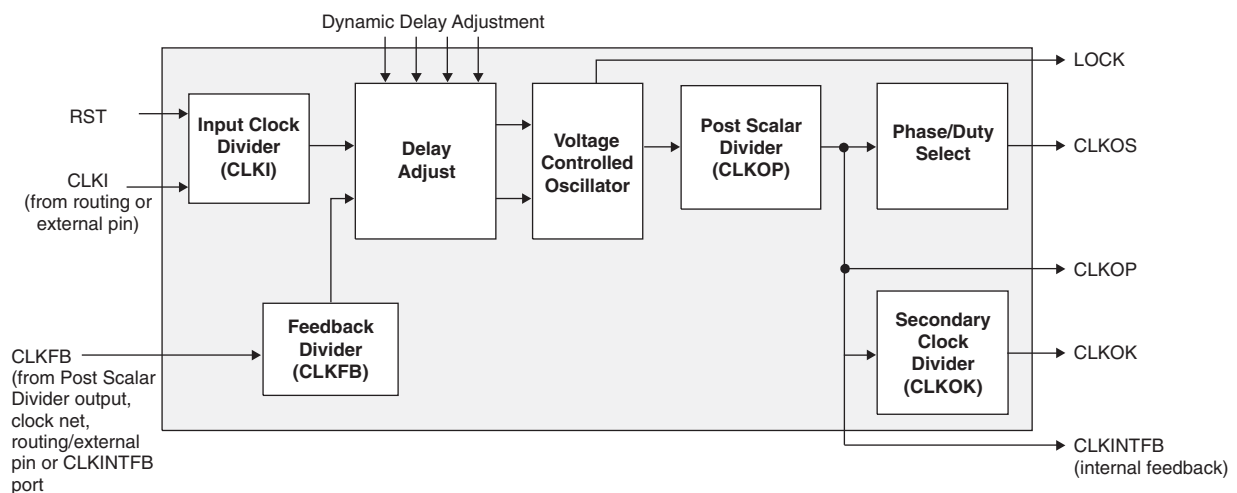 Dynamic Delay Adjustment
LOCK
RST
Input Clock
Divider
(CLKI)
Delay
Adjust
Voltage
Controlled
Oscillator
Post Scalar
Divider
(CLKOP)
Phase/Duty
Select
CLKOS
CLKI
(from routing or
external pin)
CLKOP
Feedback
Divider
(CLKFB)
Secondary
Clock
Divider
(CLKOK)
CLKOK
CLKFB
(from Post Scalar
Divider output,
clock net,
routing/external
pin or CLKINTFB
port
CLKINTFB
(internal feedback)